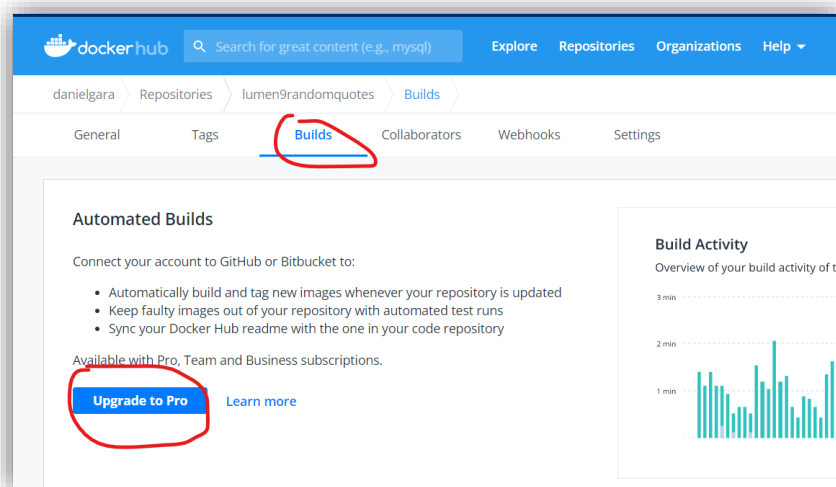 dockerhub
Search for great content (e.g., mysql)
Explore
Repositories
Organizations
Help
danielgara
Repositories
lumen9randomquotes
Builds
General
Tags
Builds
Collaborators
Webhooks
Settings
Automated Builds
Connect your account to GitHub or Bitbucket to:
• Automatically build and tag new images whenever your repository is updated
• Keep faulty images out of your repository with automated test runs
• Sync your Docker Hub readme with the one in your code repository
Available with Pro, Team and Business subscriptions.
Upgrade to Pro
Learn more
Build Activity
Overview of your build activity of t
3 min
2 min
1 min